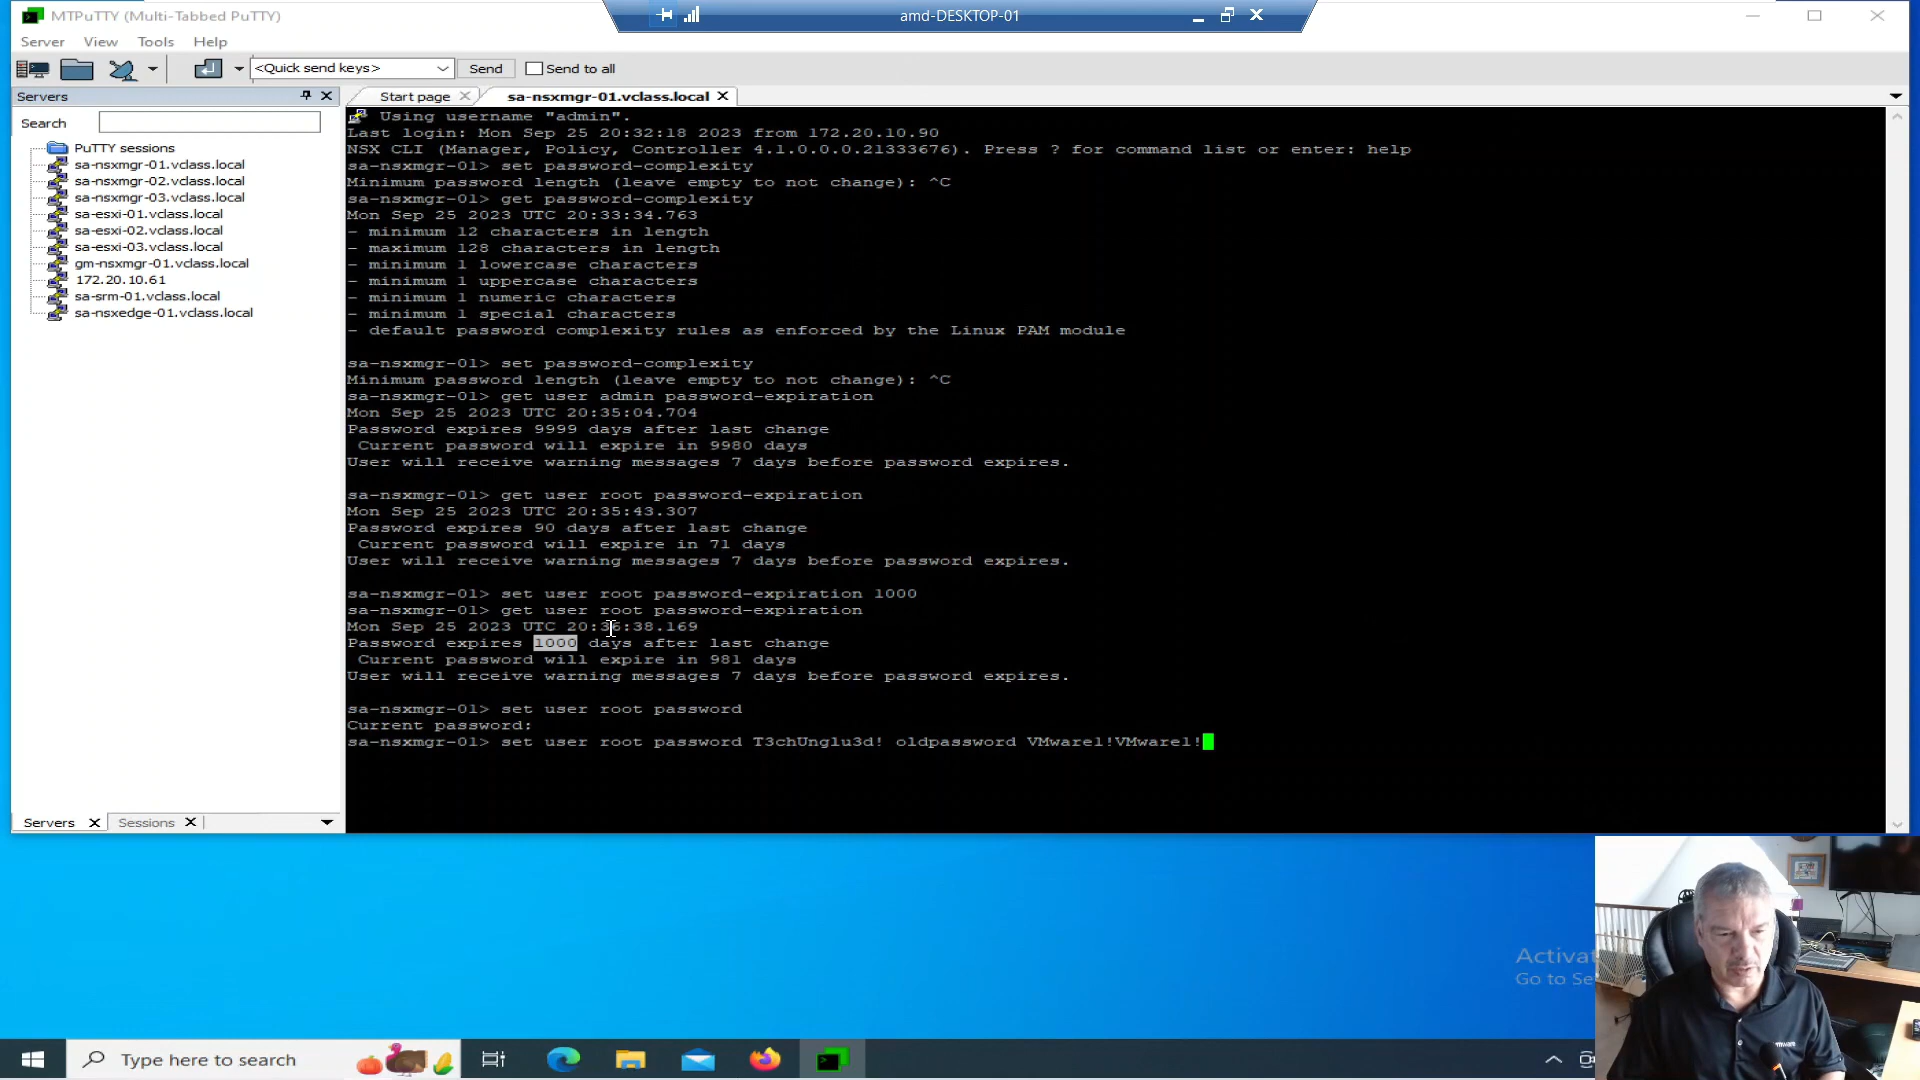 MTPuTTY (Multi-Tabbed PuTTY)
amd-DESKTOP-01
Server View Tools Help
<Quick send keys> Send Send to all
Servers
Start page
sa-nsxmgr-01.vclass.local
Search
PuTTY sessions
sa-nsxmgr-01.vclass.local
sa-nsxmgr-02.vclass.local
sa-nsxmgr-03.vclass.local
sa-esxi-01.vclass.local
sa-esxi-02.vclass.local
sa-esxi-03.vclass.local
gm-nsxmgr-01.vclass.local
172.20.10.61
sa-srm-01.vclass.local
sa-nsxedge-01.vclass.local
Servers Sessions
Using username "admin".
Last login: Mon Sep 25 20:32:18 2023 from 172.20.10.90
NSX CLI (Manager, Policy, Controller 4.1.0.0.0.21333676). Press ? for command list or enter: help
sa-nsxmgr-01> set password-complexity
Minimum password length (leave empty to not change): ^C
sa-nsxmgr-01> get password-complexity
Mon Sep 25 2023 UTC 20:33:34.763
- minimum 12 characters in length
- maximum 128 characters in length
- minimum 1 lowercase characters
- minimum 1 uppercase characters
- minimum 1 numeric characters
- minimum 1 special characters
- default password complexity rules as enforced by the Linux PAM module
sa-nsxmgr-01> set password-complexity
Minimum password length (leave empty to not change): ^C
sa-nsxmgr-01> get user admin password-expiration
Mon Sep 25 2023 UTC 20:35:04.704
Password expires 9999 days after last change
Current password will expire in 9980 days
User will receive warning messages 7 days before password expires.
sa-nsxmgr-01> get user root password-expiration
Mon Sep 25 2023 UTC 20:35:43.307
Password expires 90 days after last change
Current password will expire in 71 days
User will receive warning messages 7 days before password expires.
sa-nsxmgr-01> set user root password-expiration 1000
sa-nsxmgr-01> get user root password-expiration
Mon Sep 25 2023 UTC 20:36:38.169
Password expires 1000 days after last change
Current password will expire in 981 days
User will receive warning messages 7 days before password expires.
sa-nsxmgr-01> set user root password
Current password:
sa-nsxmgr-01> set user root password T3chUnglu3d! oldpassword VMware1!VMware1!
Activa
Go to Se
vmware
Type here to search